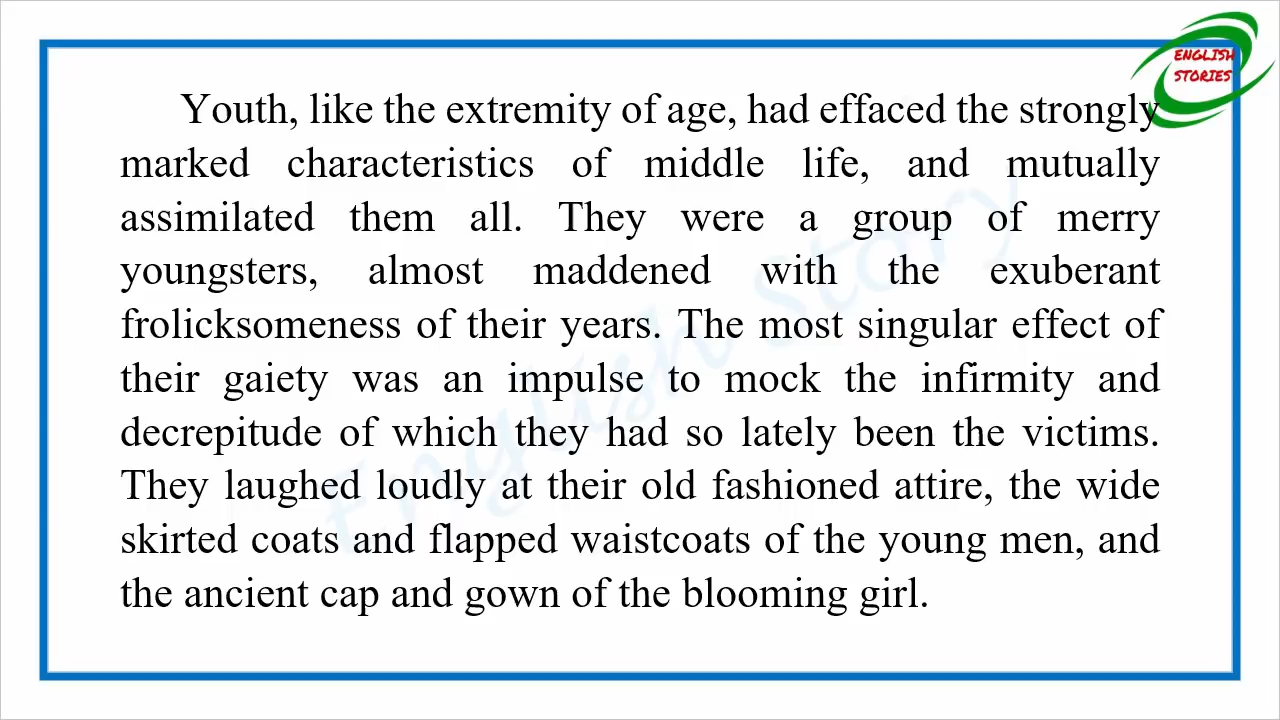 ENGLISH
STORIES
Youth, like the extremity of age, had effaced the strongly
marked characteristics of middle life, and mutually
assimilated them all. They were a group of merry
youngsters, almost maddened with the exuberant
frolicksomeness of their years. The most singular effect of
their gaiety was an impulse to mock the infirmity and
decrepitude of which they had so lately been the victims.
They laughed loudly at their old fashioned attire, the wide
skirted coats and flapped waistcoats of the young men, and
the ancient cap and gown of the blooming girl.
English Story